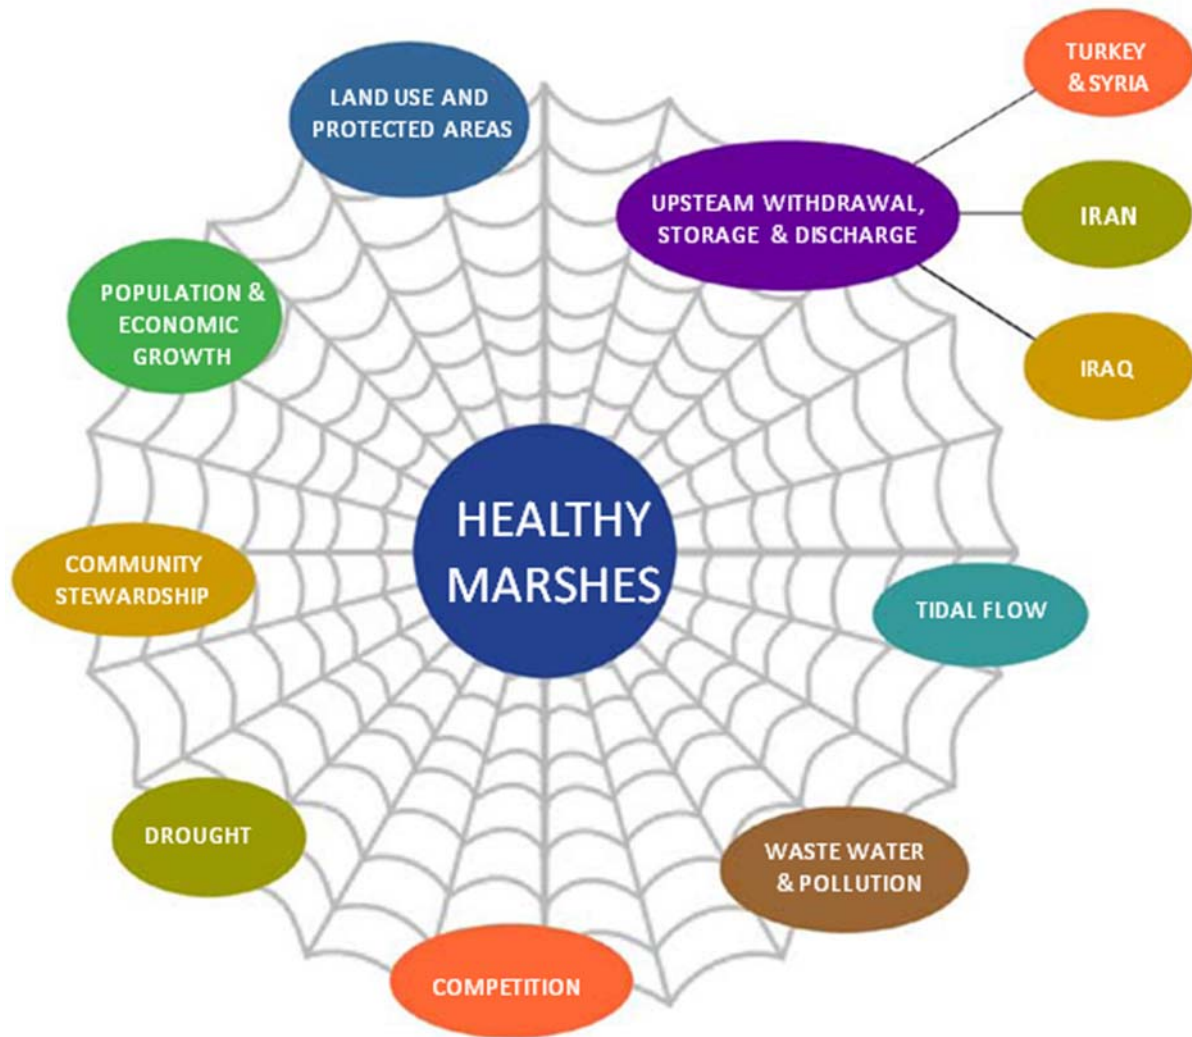 LAND USE AND
PROTECTED AREAS
TURKEY
& SYRIA
UPSTEAM WITHDRAWAL,
STORAGE & DISCHARGE
IRAN
IRAQ
POPULATION &
ECONOMIC
GROWTH
HEALTHY
MARSHES
COMMUNITY
STEWARDSHIP
TIDAL FLOW
DROUGHT
WASTE WATER
& POLLUTION
COMPETITION